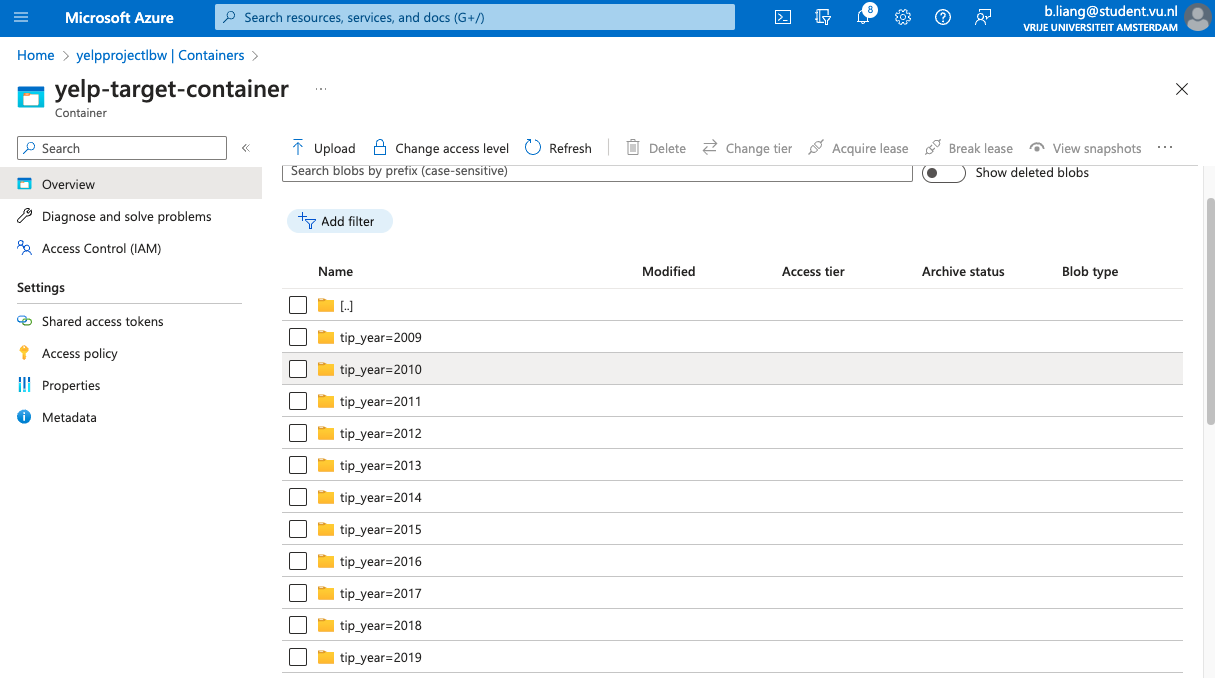 Microsoft Azure
Search resources, services, and docs (G+/)
8
b.liang@student.vu.nl
VRIJE UNIVERSITEIT AMSTERDAM
Home > yelpprojectlbw | Containers >
yelp-target-container ...
Container
Search
«
Upload Change access level Refresh Delete Change tier Acquire lease Break lease View snapshots ...
Overview
Diagnose and solve problems
Access Control (IAM)
Settings
Shared access tokens
Access policy
Properties
Metadata
Search blobs by prefix (case-sensitive)
Show deleted blobs
Add filter
Name Modified Access tier Archive status Blob type
[..]
tip_year=2009
tip_year=2010
tip_year=2011
tip_year=2012
tip_year=2013
tip_year=2014
tip_year=2015
tip_year=2016
tip_year=2017
tip_year=2018
tip_year=2019